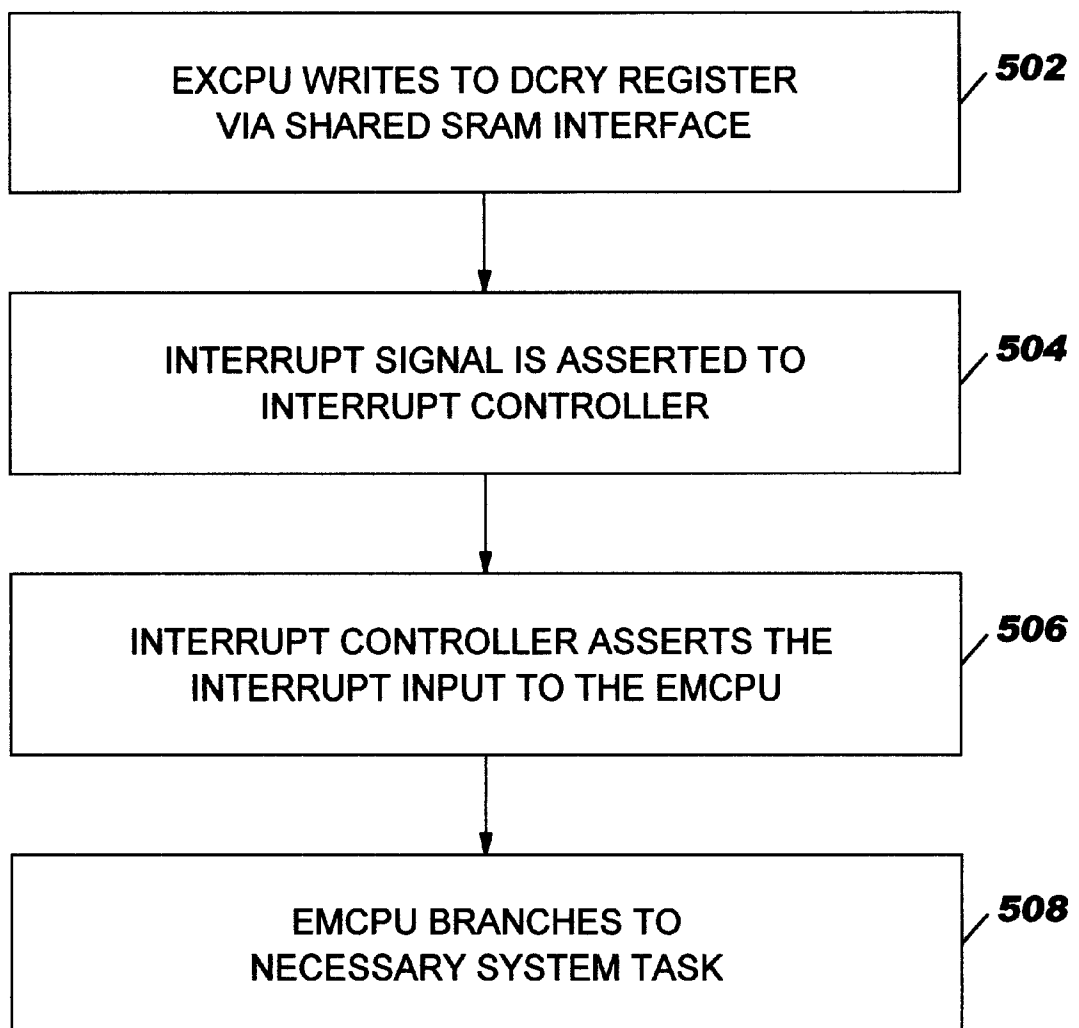 EXCPU WRITES TO DCRY REGISTER
VIA SHARED SRAM INTERFACE
502
INTERRUPT SIGNAL IS ASSERTED TO
INTERRUPT CONTROLLER
504
INTERRUPT CONTROLLER ASSERTS THE
INTERRUPT INPUT TO THE EMCPU
506
EMCPU BRANCHES TO
NECESSARY SYSTEM TASK
508